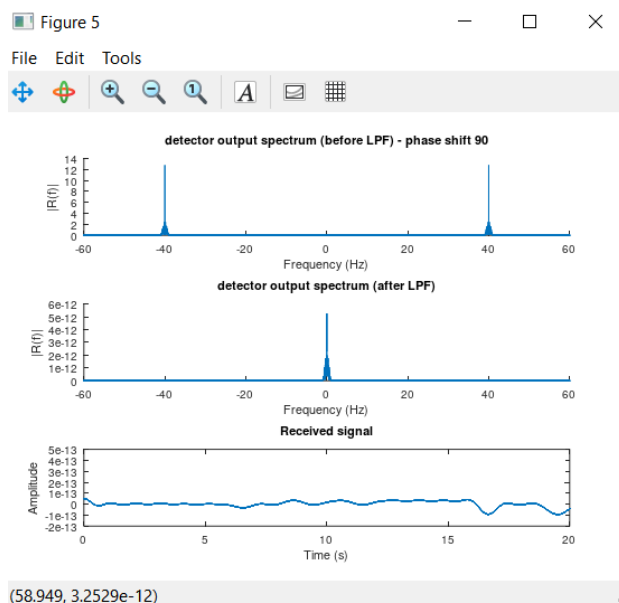 Figure 5
File Edit Tools
A
detector output spectrum (before LPF) - phase shift 90
14
12
10
8
6
4
2
0
|R(f)|
-60 -40 -20 0 20 40 60
Frequency (Hz)
detector output spectrum (after LPF)
6e-12
5e-12
4e-12
3e-12
2e-12
1e-12
0
|R(f)|
-60 -40 -20 0 20 40 60
Frequency (Hz)
Received signal
5e-13
4e-13
3e-13
2e-13
1e-13
0
-1e-13
-2e-13
Amplitude
0 5 10 15 20
Time (s)
(58.949, 3.2529e-12)